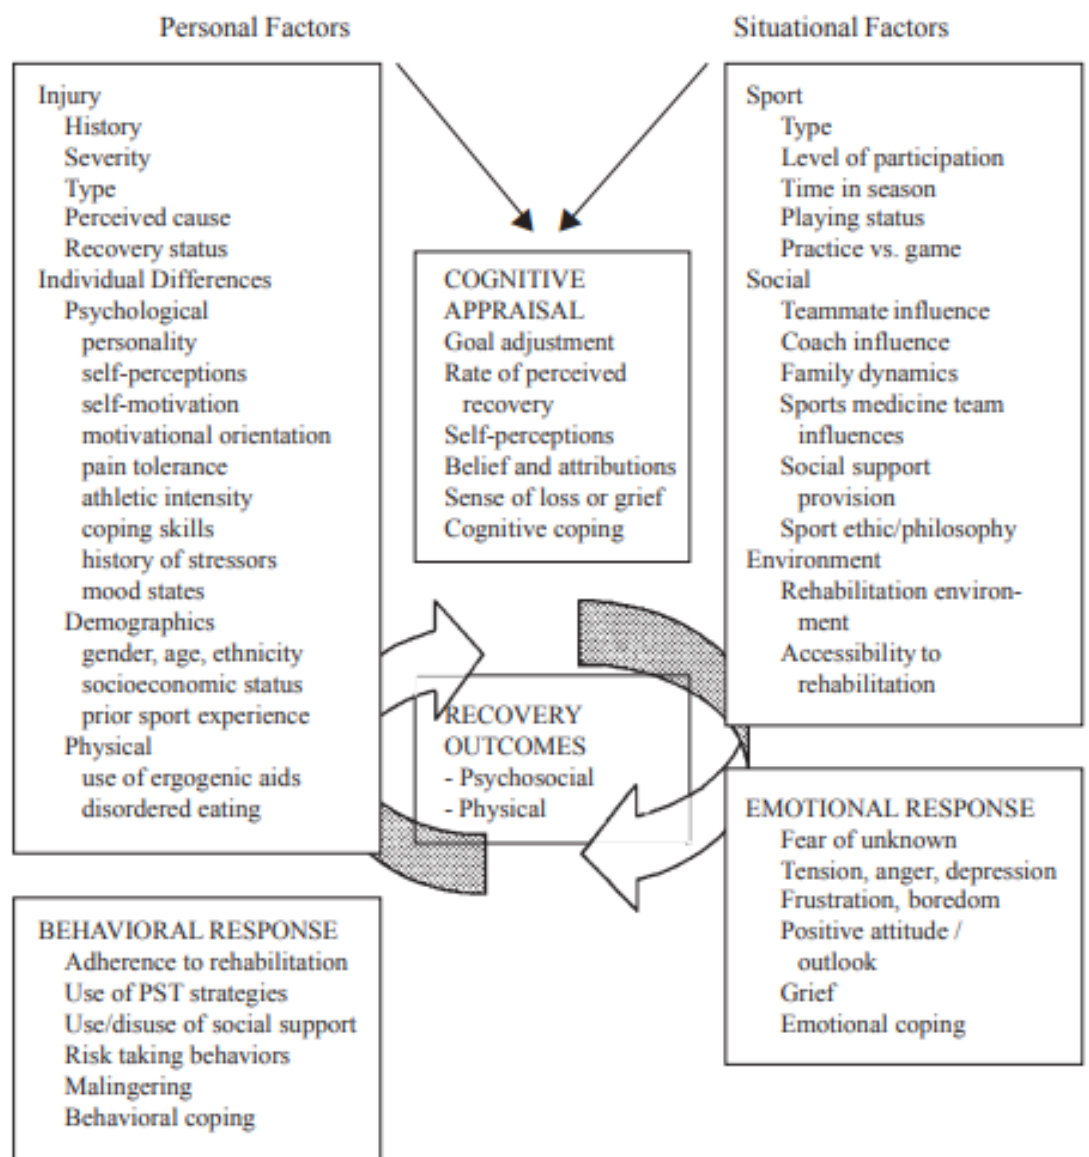 Personal Factors
Situational Factors
Injury
History
Severity
Type
Perceived cause
Recovery status
Individual Differences
Psychological
personality
self-perceptions
self-motivation
motivational orientation
pain tolerance
athletic intensity
coping skills
history of stressors
mood states
Demographics
gender, age, ethnicity
socioeconomic status
prior sport experience
Physical
use of ergogenic aids
disordered eating
COGNITIVE
APPRAISAL
Goal adjustment
Rate of perceived
recovery
Self-perceptions
Belief and attributions
Sense of loss or grief
Cognitive coping
Sport
Type
Level of participation
Time in season
Playing status
Practice vs. game
Social
Teammate influence
Coach influence
Family dynamics
Sports medicine team
influences
Social support
provision
Sport ethic/philosophy
Environment
Rehabilitation environ-
ment
Accessibility to
rehabilitation
RECOVERY
OUTCOMES
- Psychosocial
- Physical
BEHAVIORAL RESPONSE
Adherence to rehabilitation
Use of PST strategies
Use/disuse of social support
Risk taking behaviors
Malingering
Behavioral coping
EMOTIONAL RESPONSE
Fear of unknown
Tension, anger, depression
Frustration, boredom
Positive attitude /
outlook
Grief
Emotional coping